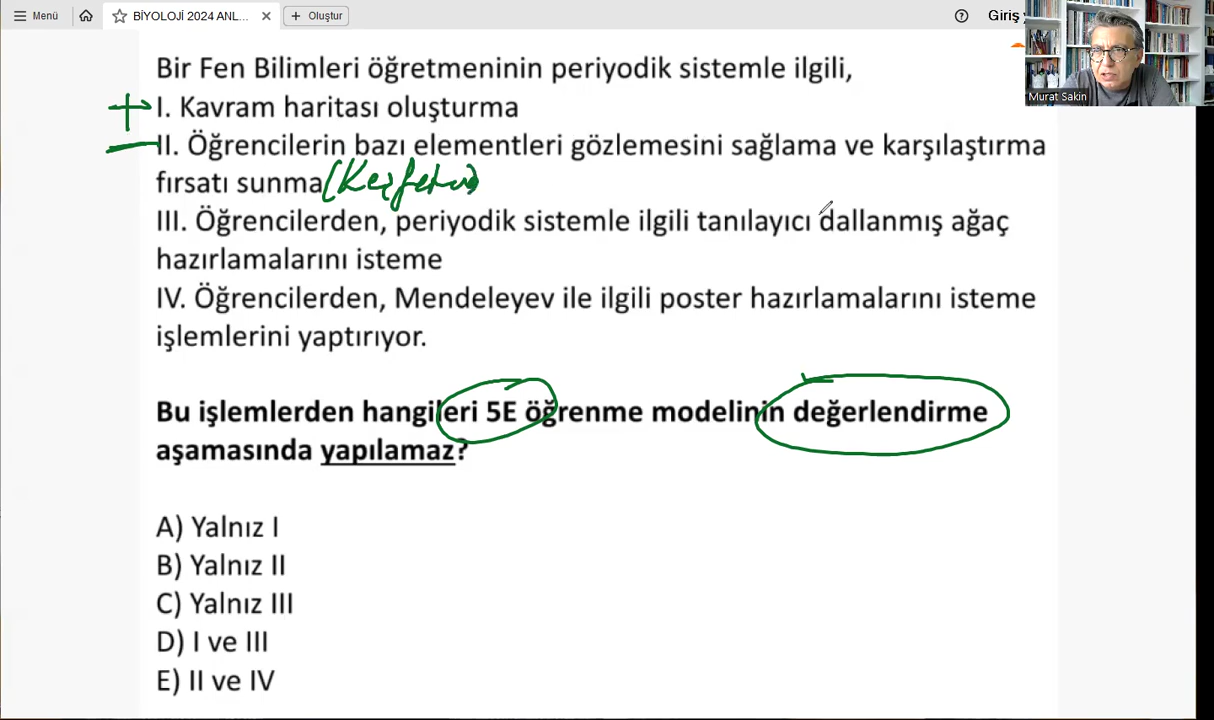 Menü
BİYOLOJİ 2024 ANL...
Oluştur
Giriş
Murat Sakin
Bir Fen Bilimleri öğretmeninin periyodik sistemle ilgili,
I. Kavram haritası oluşturma
II. Öğrencilerin bazı elementleri gözlemesini sağlama ve karşılaştırma
fırsatı sunma
III. Öğrencilerden, periyodik sistemle ilgili tanılayıcı dallanmış ağaç
hazırlamalarını isteme
IV. Öğrencilerden, Mendeleyev ile ilgili poster hazırlamalarını isteme
işlemlerini yaptırıyor.
Bu işlemlerden hangileri 5E öğrenme modelinin değerlendirme
aşamasında yapılamaz?
A) Yalnız I
B) Yalnız II
C) Yalnız III
D) I ve III
E) II ve IV